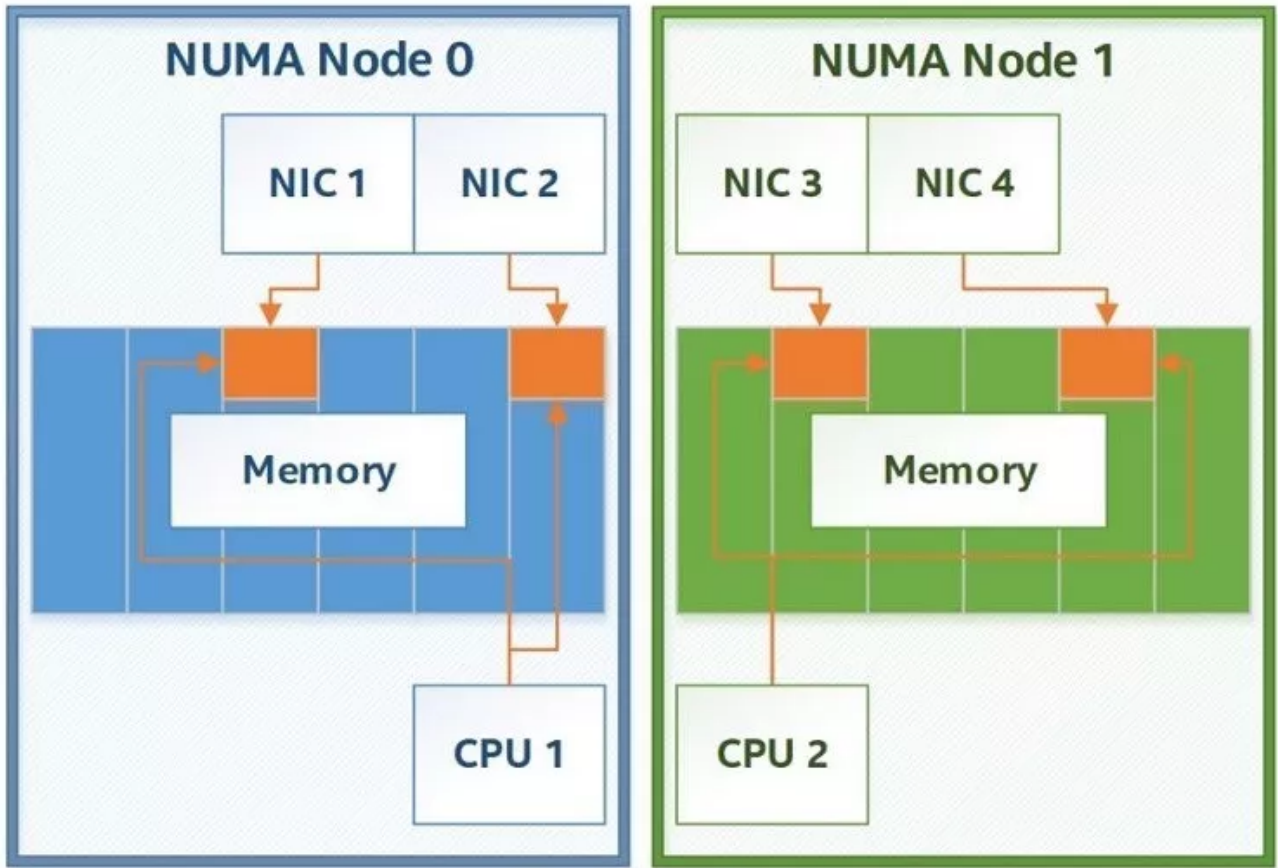 NUMA Node 0
NIC 1
NIC 2
Memory
CPU 1
NUMA Node 1
NIC 3
NIC 4
Memory
CPU 2